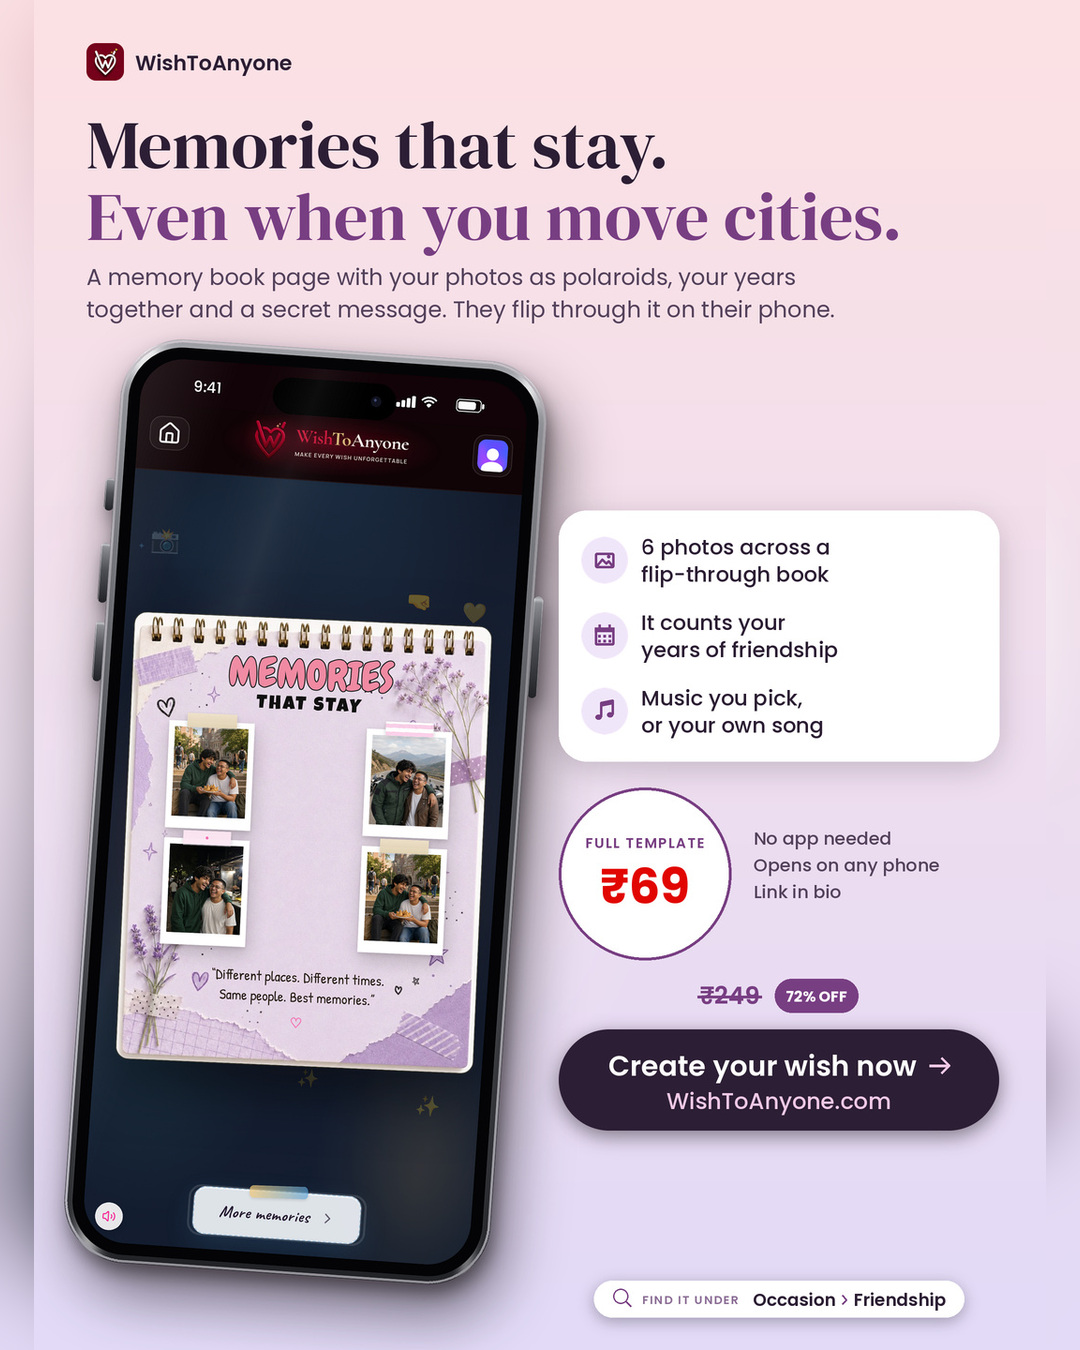 WishToAnyone
Memories that stay.
Even when you move cities.
A memory book page with your photos as polaroids, your years
together and a secret message. They flip through it on their phone.
9:41
WishToAnyone
MAKE EVERY WISH UNFORGETTABLE
MEMORIES
THAT STAY
"Different places. Different times.
Same people. Best memories."
More memories
6 photos across a
flip-through book
It counts your
years of friendship
Music you pick,
or your own song
FULL TEMPLATE
₹69
No app needed
Opens on any phone
Link in bio
₹249 72% OFF
Create your wish now →
WishToAnyone.com
FIND IT UNDER Occasion > Friendship